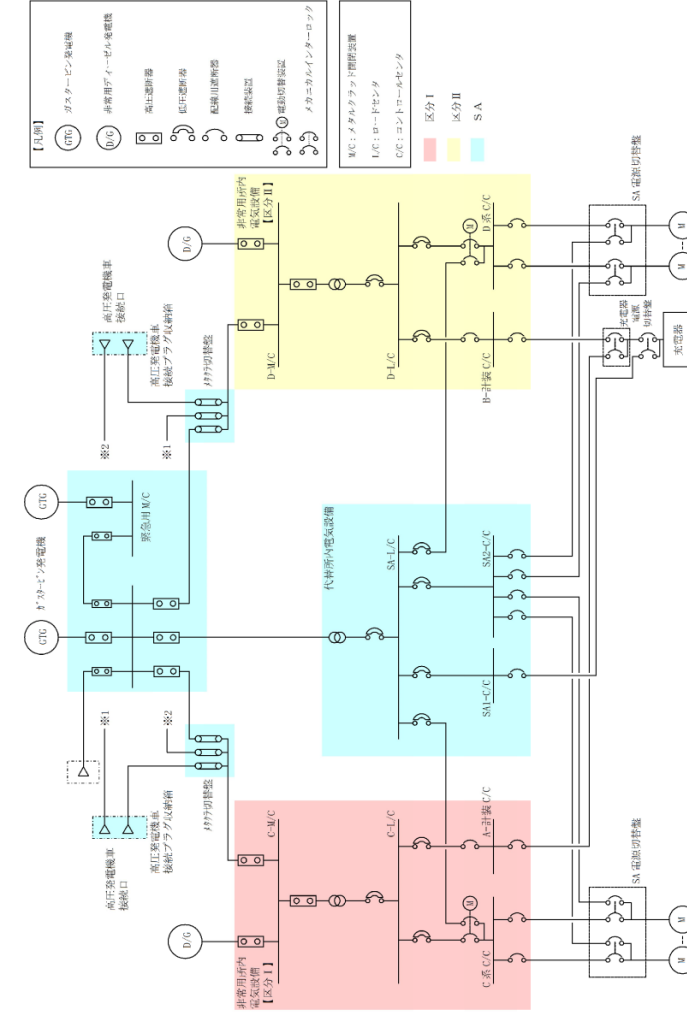 【凡例】
GTG
ガスタービン発電機
D/G
非常用ディーゼル発電機
高圧遮断器
低圧遮断器
配線用遮断器
接続装置
M
電動切替装置
メカニカルインターロック
M/C：メタルクラッド開閉装置
L/C：ロードセンタ
C/C：コントロールセンタ
区分Ⅰ
区分Ⅱ
SA
高圧発電機車
接続口
※1
※2
高圧発電機車
接続プラグ収納箱
メタクラ切替盤
ガスタービン発電機
GTG
GTG
緊急用 M/C
高圧発電機車
接続口
※2
※1
高圧発電機車
接続プラグ収納箱
メタクラ切替盤
D/G
非常用所内
電気設備
【区分Ⅰ】
C-M/C
C-L/C
M
C系 C/C
A-計装 C/C
代替所内電気設備
SA-L/C
SA1-C/C
SA2-C/C
D/G
非常用所内
電気設備
【区分Ⅱ】
D-M/C
D-L/C
M
B-計装 C/C
D系 C/C
SA 電源切替盤
M
M
充電器
電源
切替盤
充電器
SA 電源切替盤
M
M